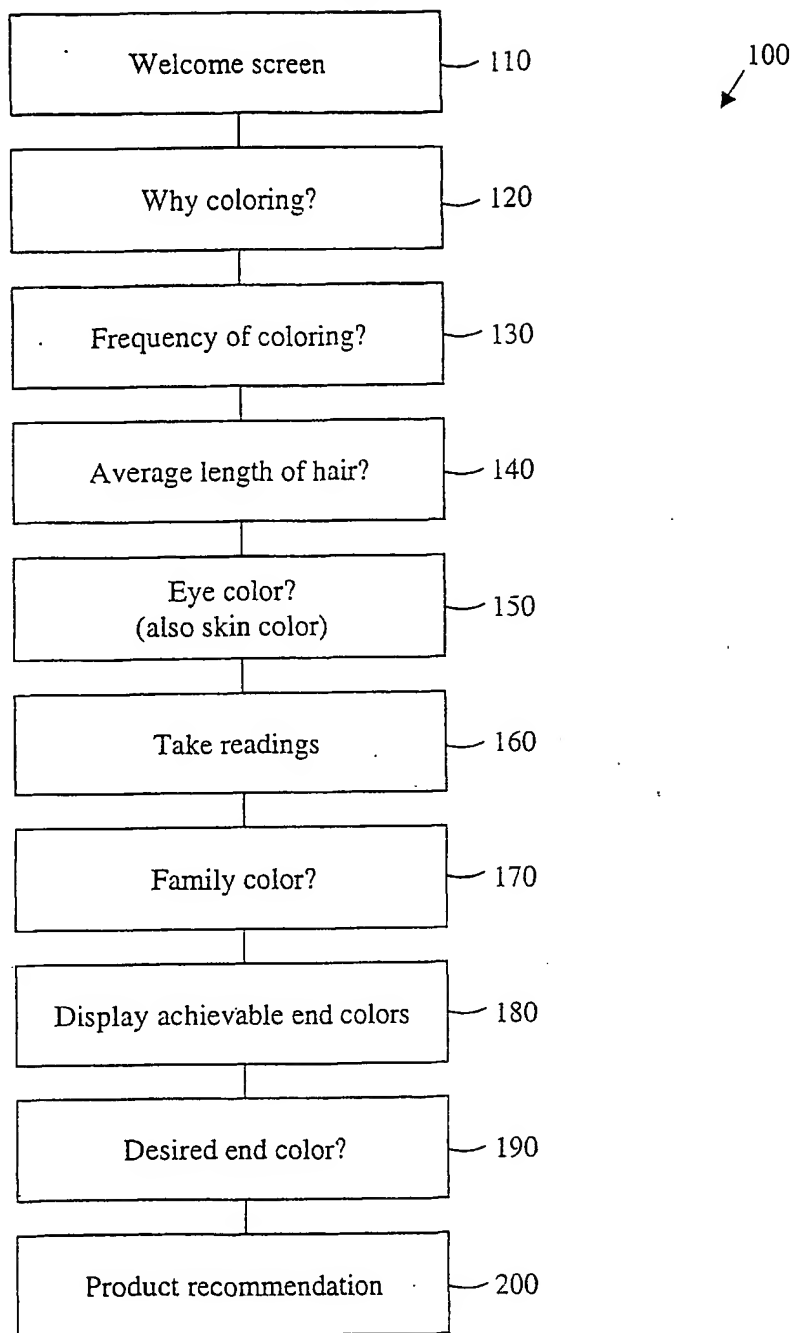 100
Welcome screen 110
Why coloring? 120
Frequency of coloring? 130
Average length of hair? 140
Eye color?
(also skin color) 150
Take readings 160
Family color? 170
Display achievable end colors 180
Desired end color? 190
Product recommendation 200